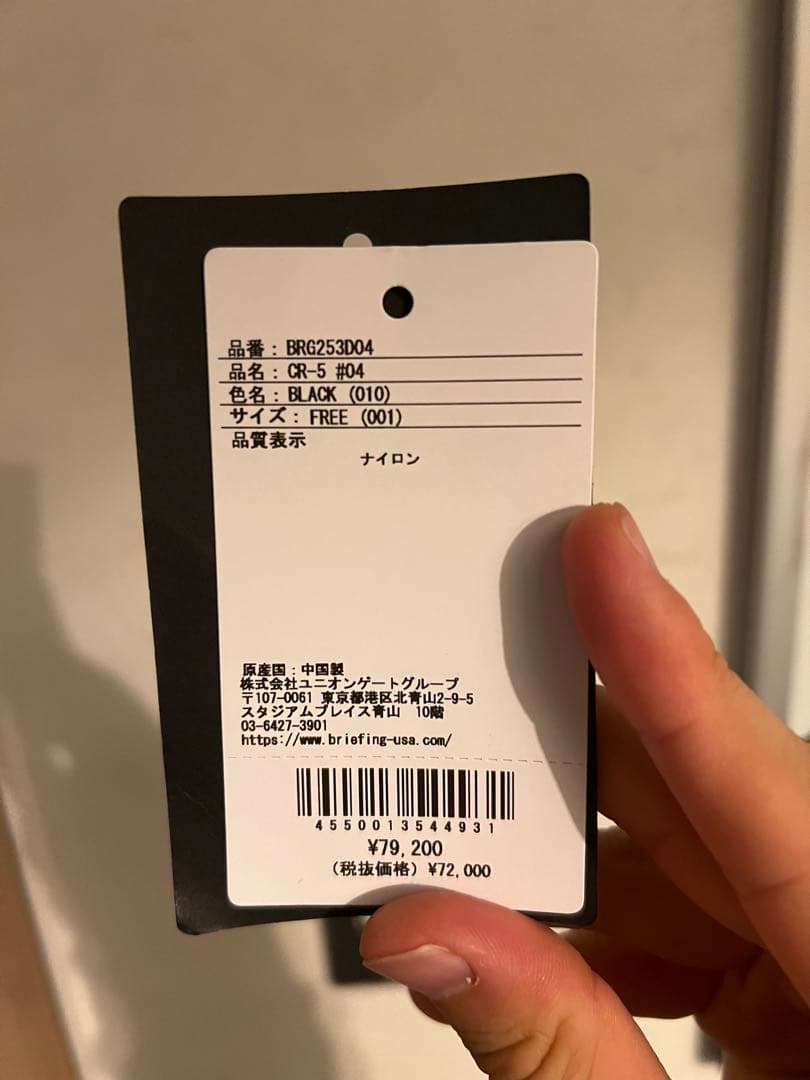 品番：BRG253D04
品名：CR-5 #04
色名：BLACK (010)
サイズ：FREE (001)
品質表示
ナイロン
原産国：中国製
株式会社ユニオンゲートグループ
〒107-0061 東京都港区北青山2-9-5
スタジアムプレイス青山　10階
03-6427-3901
https://www.briefing-usa.com/
4550013544931
¥79,200
(税抜価格) ¥72,000